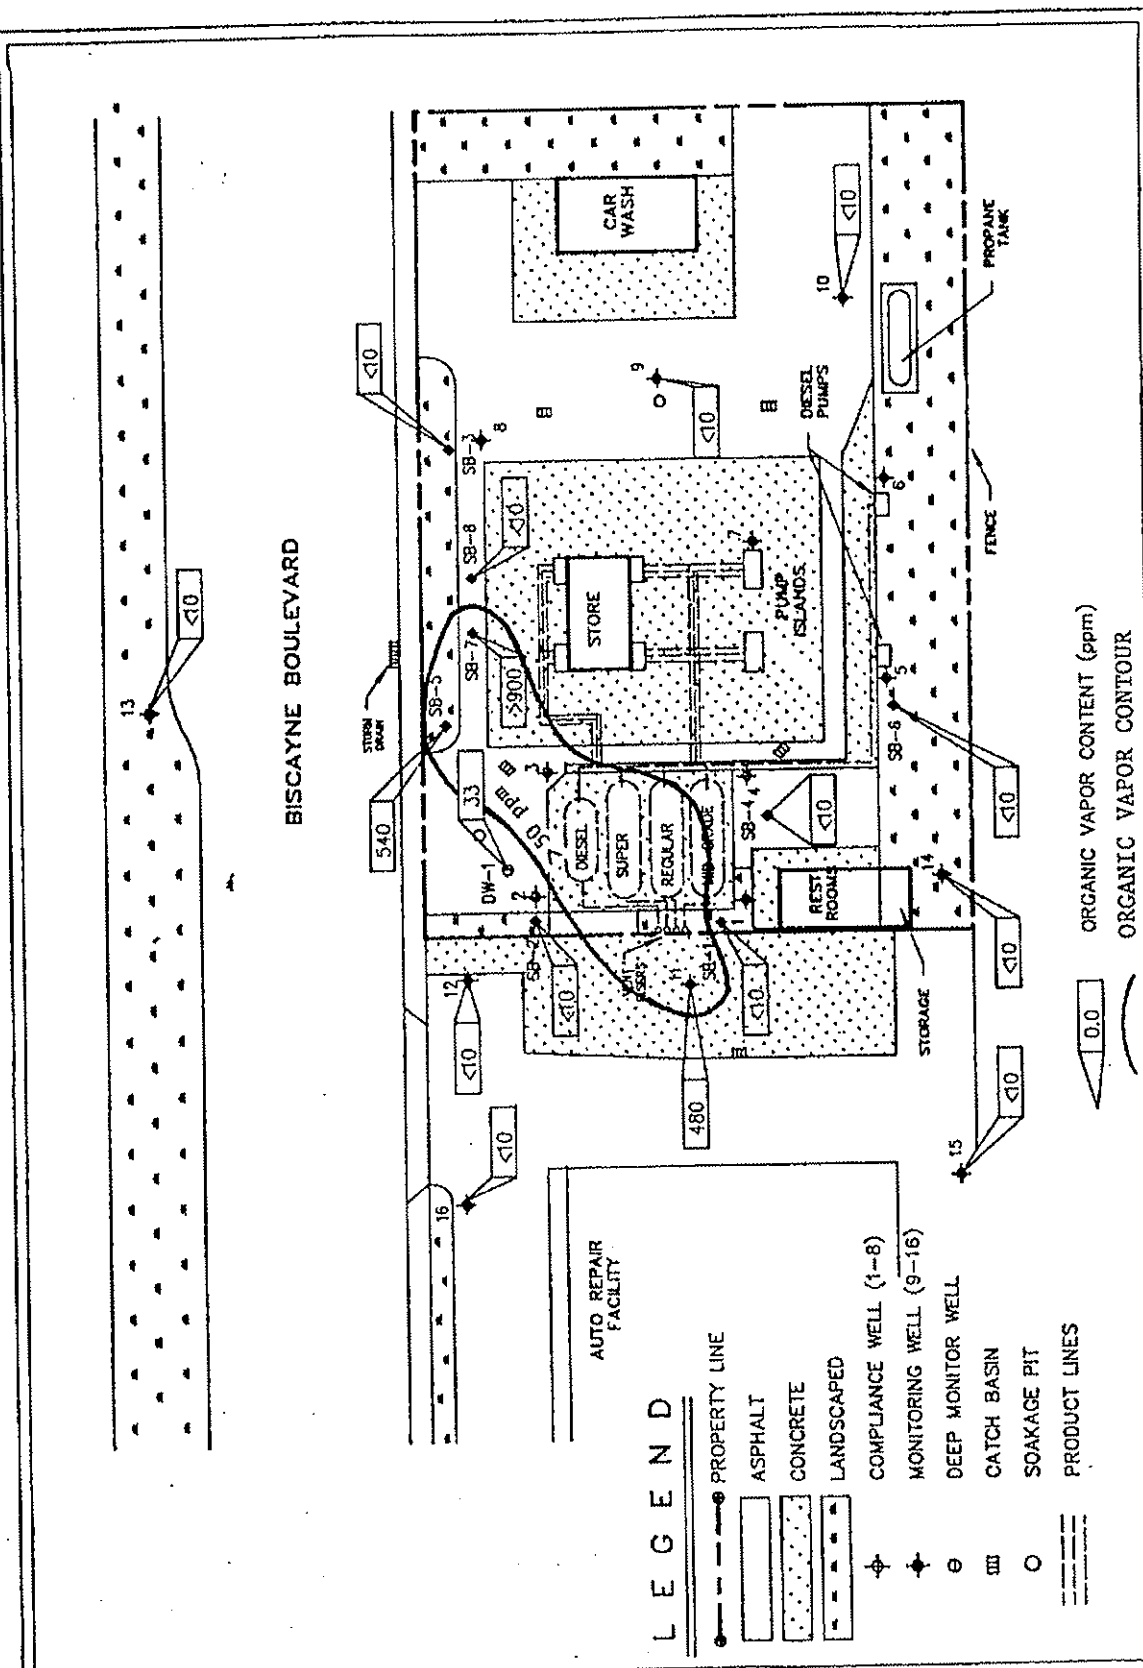 BISCAYNE BOULEVARD
13
<10
STORM
DRAIN
<10
540
SB-5
SB-7
>900
SB-8
<10
SB-3
8
33
DW-1
50 ppm
3
2
SB-2
<10
12
<10
16
<10
VENT
RISERS
11
480
SB-1
1
<10
DIESEL
SUPER
REGULAR
MID GRADE
STORE
PUMP
ISLANDS
7
9
<10
CAR
WASH
10
<10
DIESEL
PUMPS
PROPANE
TANK
6
FENCE
5
SB-6
<10
SB-4
4
<10
REST
ROOMS
14
<10
STORAGE
15
<10
AUTO REPAIR
FACILITY
LEGEND
PROPERTY LINE
ASPHALT
CONCRETE
LANDSCAPED
COMPLIANCE WELL (1-8)
MONITORING WELL (9-16)
DEEP MONITOR WELL
CATCH BASIN
SOAKAGE PIT
PRODUCT LINES
0.0
ORGANIC VAPOR CONTENT (ppm)
ORGANIC VAPOR CONTOUR